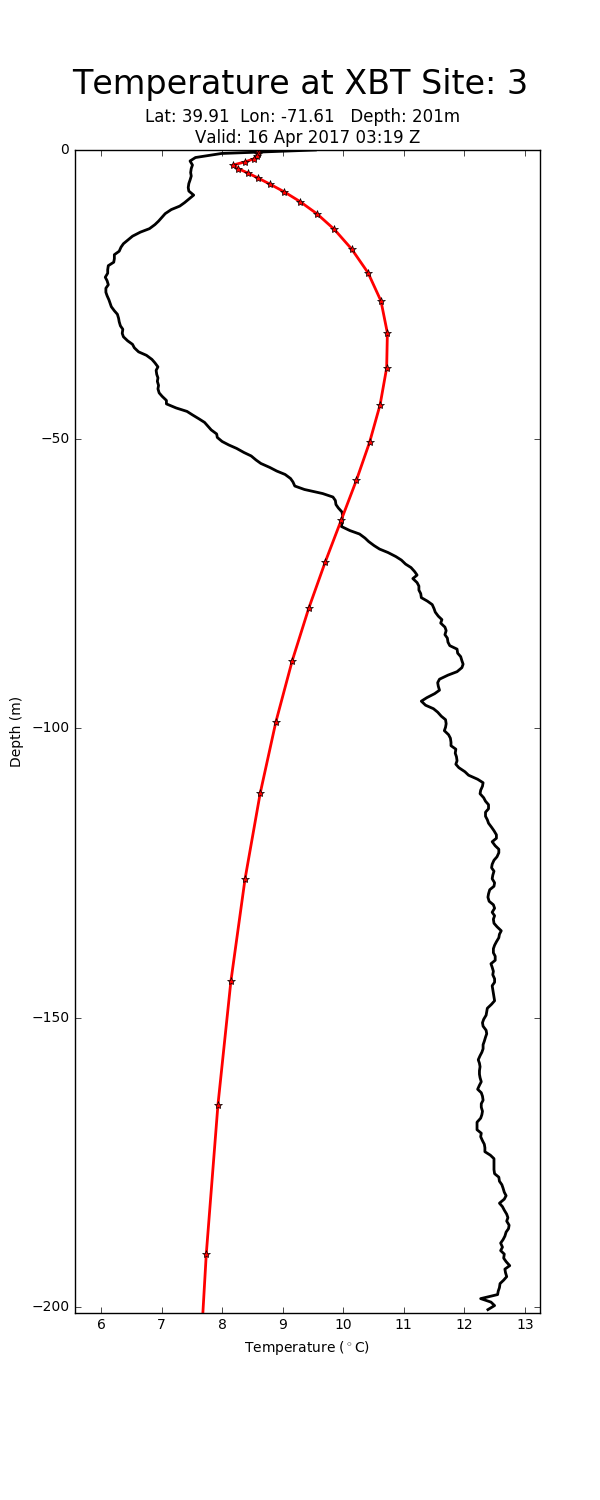 Temperature at XBT Site: 3
Lat: 39.91  Lon: -71.61   Depth: 201m
Valid: 16 Apr 2017 03:19 Z
0
−50
−100
−150
−200
Depth (m)
6 7 8 9 10 11 12 13
Temperature (°C)